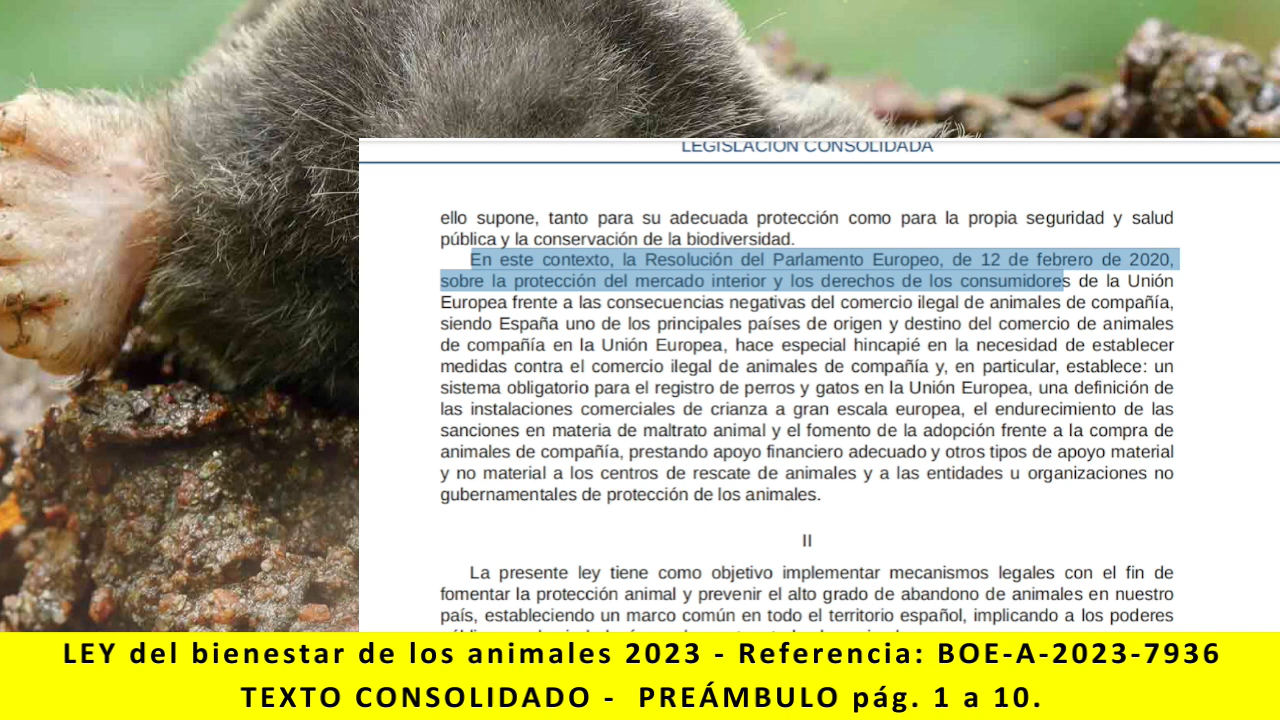 LEGISLACIÓN CONSOLIDADA
ello supone, tanto para su adecuada protección como para la propia seguridad y salud
pública y la conservación de la biodiversidad.
En este contexto, la Resolución del Parlamento Europeo, de 12 de febrero de 2020,
sobre la protección del mercado interior y los derechos de los consumidores de la Unión
Europea frente a las consecuencias negativas del comercio ilegal de animales de compañía,
siendo España uno de los principales países de origen y destino del comercio de animales
de compañía en la Unión Europea, hace especial hincapié en la necesidad de establecer
medidas contra el comercio ilegal de animales de compañía y, en particular, establece: un
sistema obligatorio para el registro de perros y gatos en la Unión Europea, una definición de
las instalaciones comerciales de crianza a gran escala europea, el endurecimiento de las
sanciones en materia de maltrato animal y el fomento de la adopción frente a la compra de
animales de compañía, prestando apoyo financiero adecuado y otros tipos de apoyo material
y no material a los centros de rescate de animales y a las entidades u organizaciones no
gubernamentales de protección de los animales.
II
La presente ley tiene como objetivo implementar mecanismos legales con el fin de
fomentar la protección animal y prevenir el alto grado de abandono de animales en nuestro
país, estableciendo un marco común en todo el territorio español, implicando a los poderes
LEY del bienestar de los animales 2023 - Referencia: BOE-A-2023-7936
TEXTO CONSOLIDADO - PREÁMBULO pág. 1 a 10.